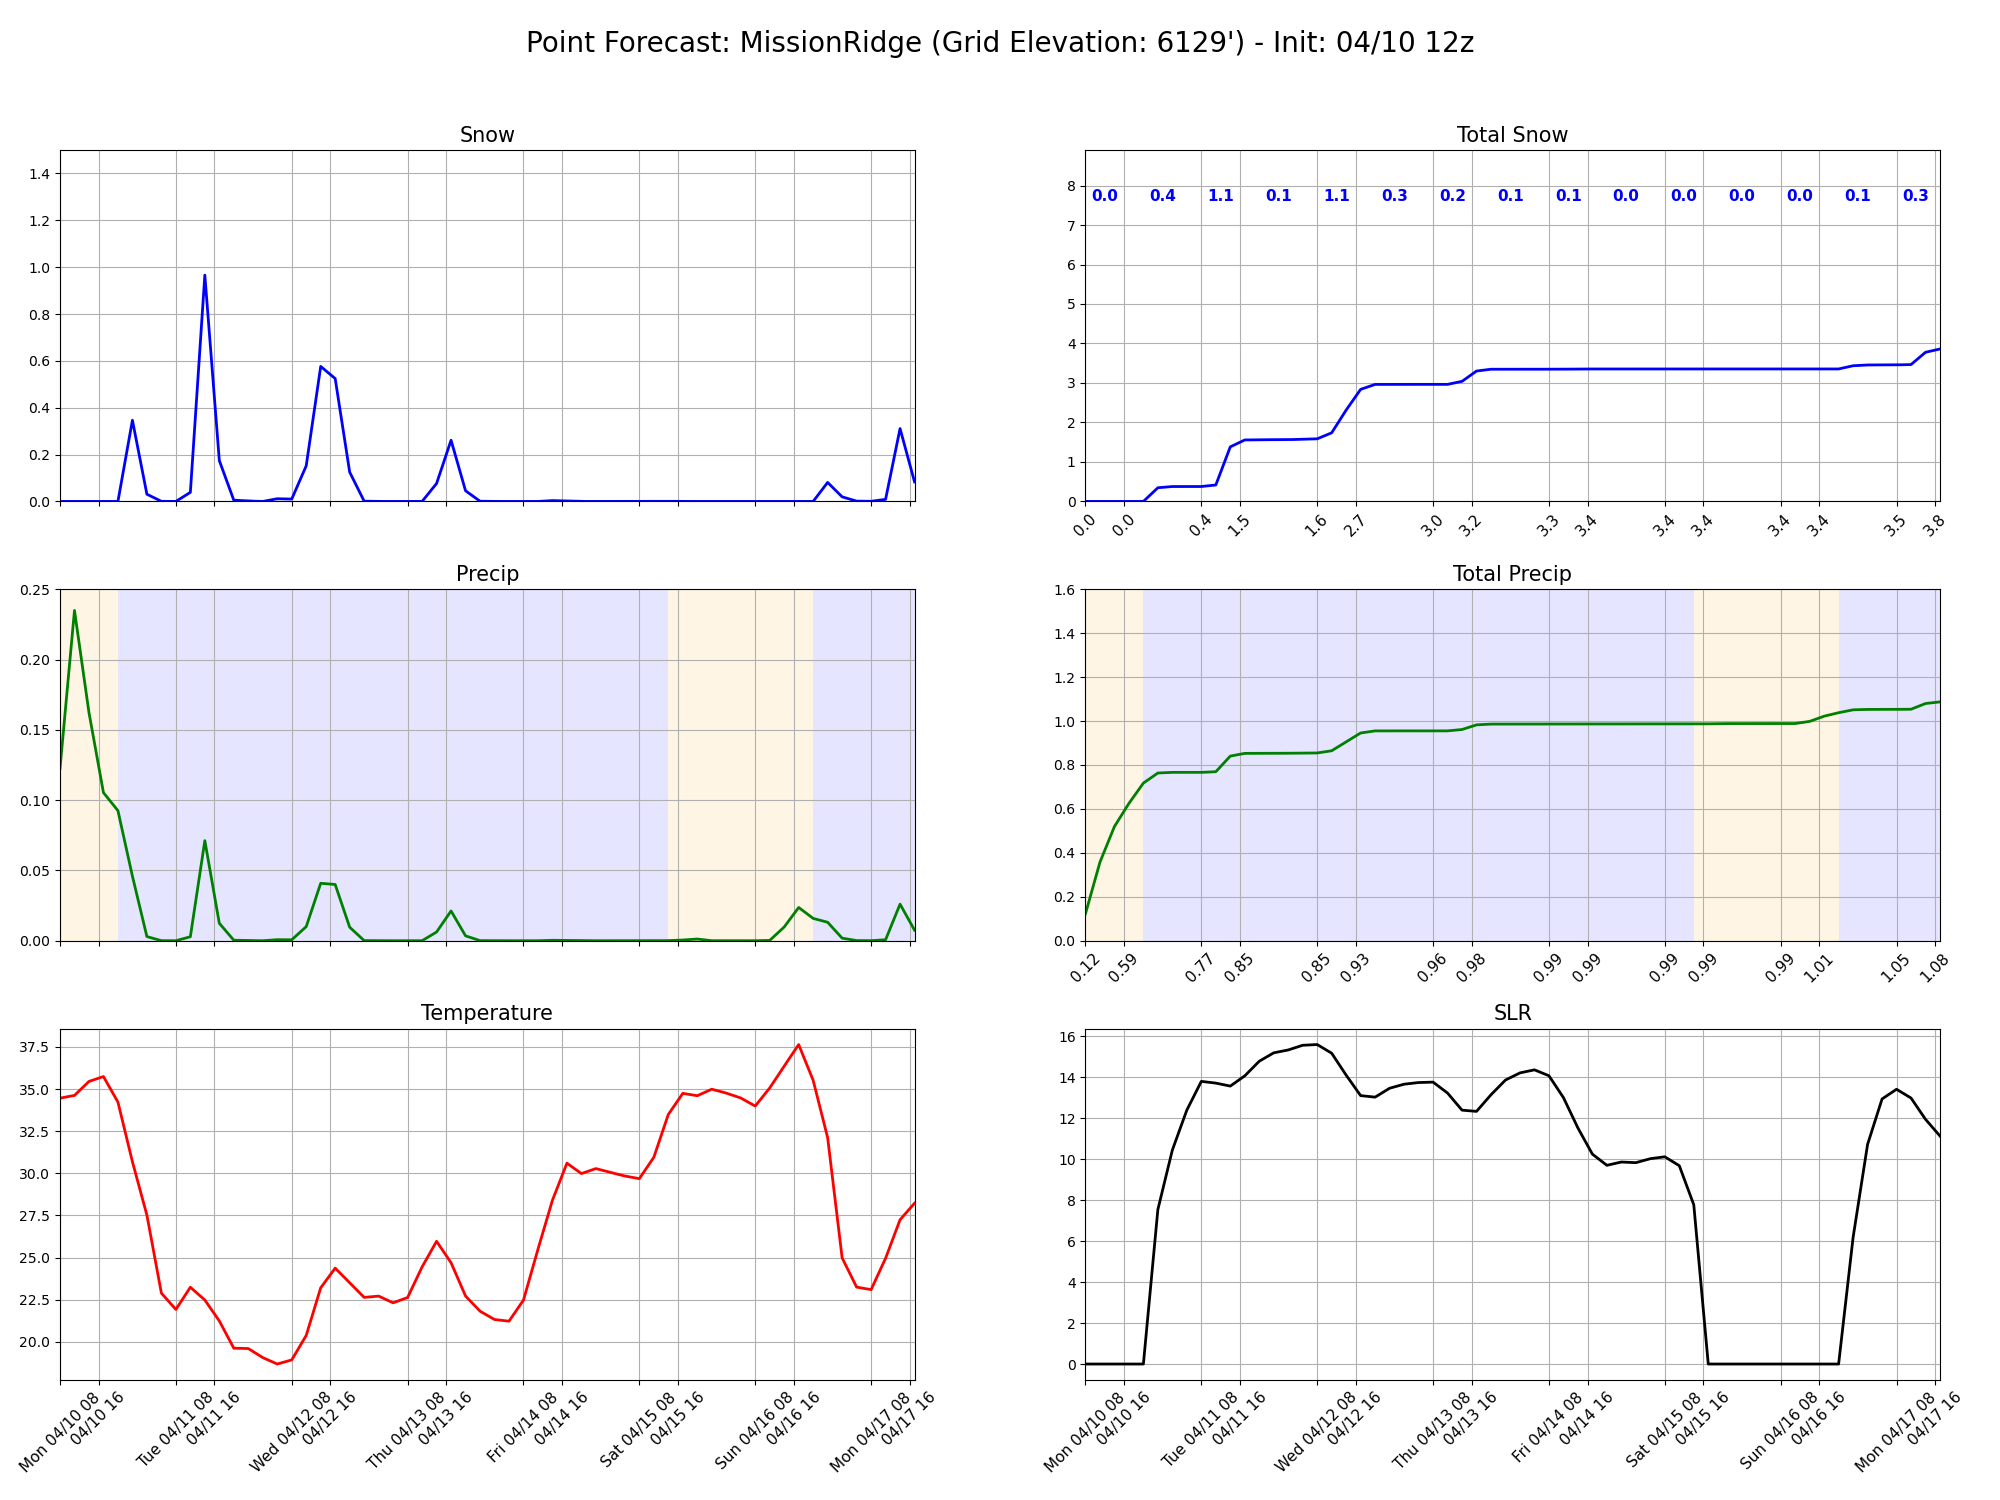 Point Forecast: MissionRidge (Grid Elevation: 6129') - Init: 04/10 12z
Snow
1.4
1.2
1.0
0.8
0.6
0.4
0.2
0.0
Total Snow
8
7
6
5
4
3
2
1
0
0.0 0.4 1.1 0.1 1.1 0.3 0.2 0.1 0.1 0.0 0.0 0.0 0.0 0.1 0.3
0.0 0.0 0.4 1.5 1.6 2.7 3.0 3.2 3.3 3.4 3.4 3.4 3.4 3.4 3.5 3.8
Precip
0.25
0.20
0.15
0.10
0.05
0.00
Total Precip
1.6
1.4
1.2
1.0
0.8
0.6
0.4
0.2
0.0
0.12 0.59 0.77 0.85 0.85 0.93 0.96 0.98 0.99 0.99 0.99 0.99 0.99 1.01 1.05 1.08
Temperature
37.5
35.0
32.5
30.0
27.5
25.0
22.5
20.0
Mon 04/10 08
04/10 16
Tue 04/11 08
04/11 16
Wed 04/12 08
04/12 16
Thu 04/13 08
04/13 16
Fri 04/14 08
04/14 16
Sat 04/15 08
04/15 16
Sun 04/16 08
04/16 16
Mon 04/17 08
04/17 16
SLR
16
14
12
10
8
6
4
2
0
Mon 04/10 08
04/10 16
Tue 04/11 08
04/11 16
Wed 04/12 08
04/12 16
Thu 04/13 08
04/13 16
Fri 04/14 08
04/14 16
Sat 04/15 08
04/15 16
Sun 04/16 08
04/16 16
Mon 04/17 08
04/17 16